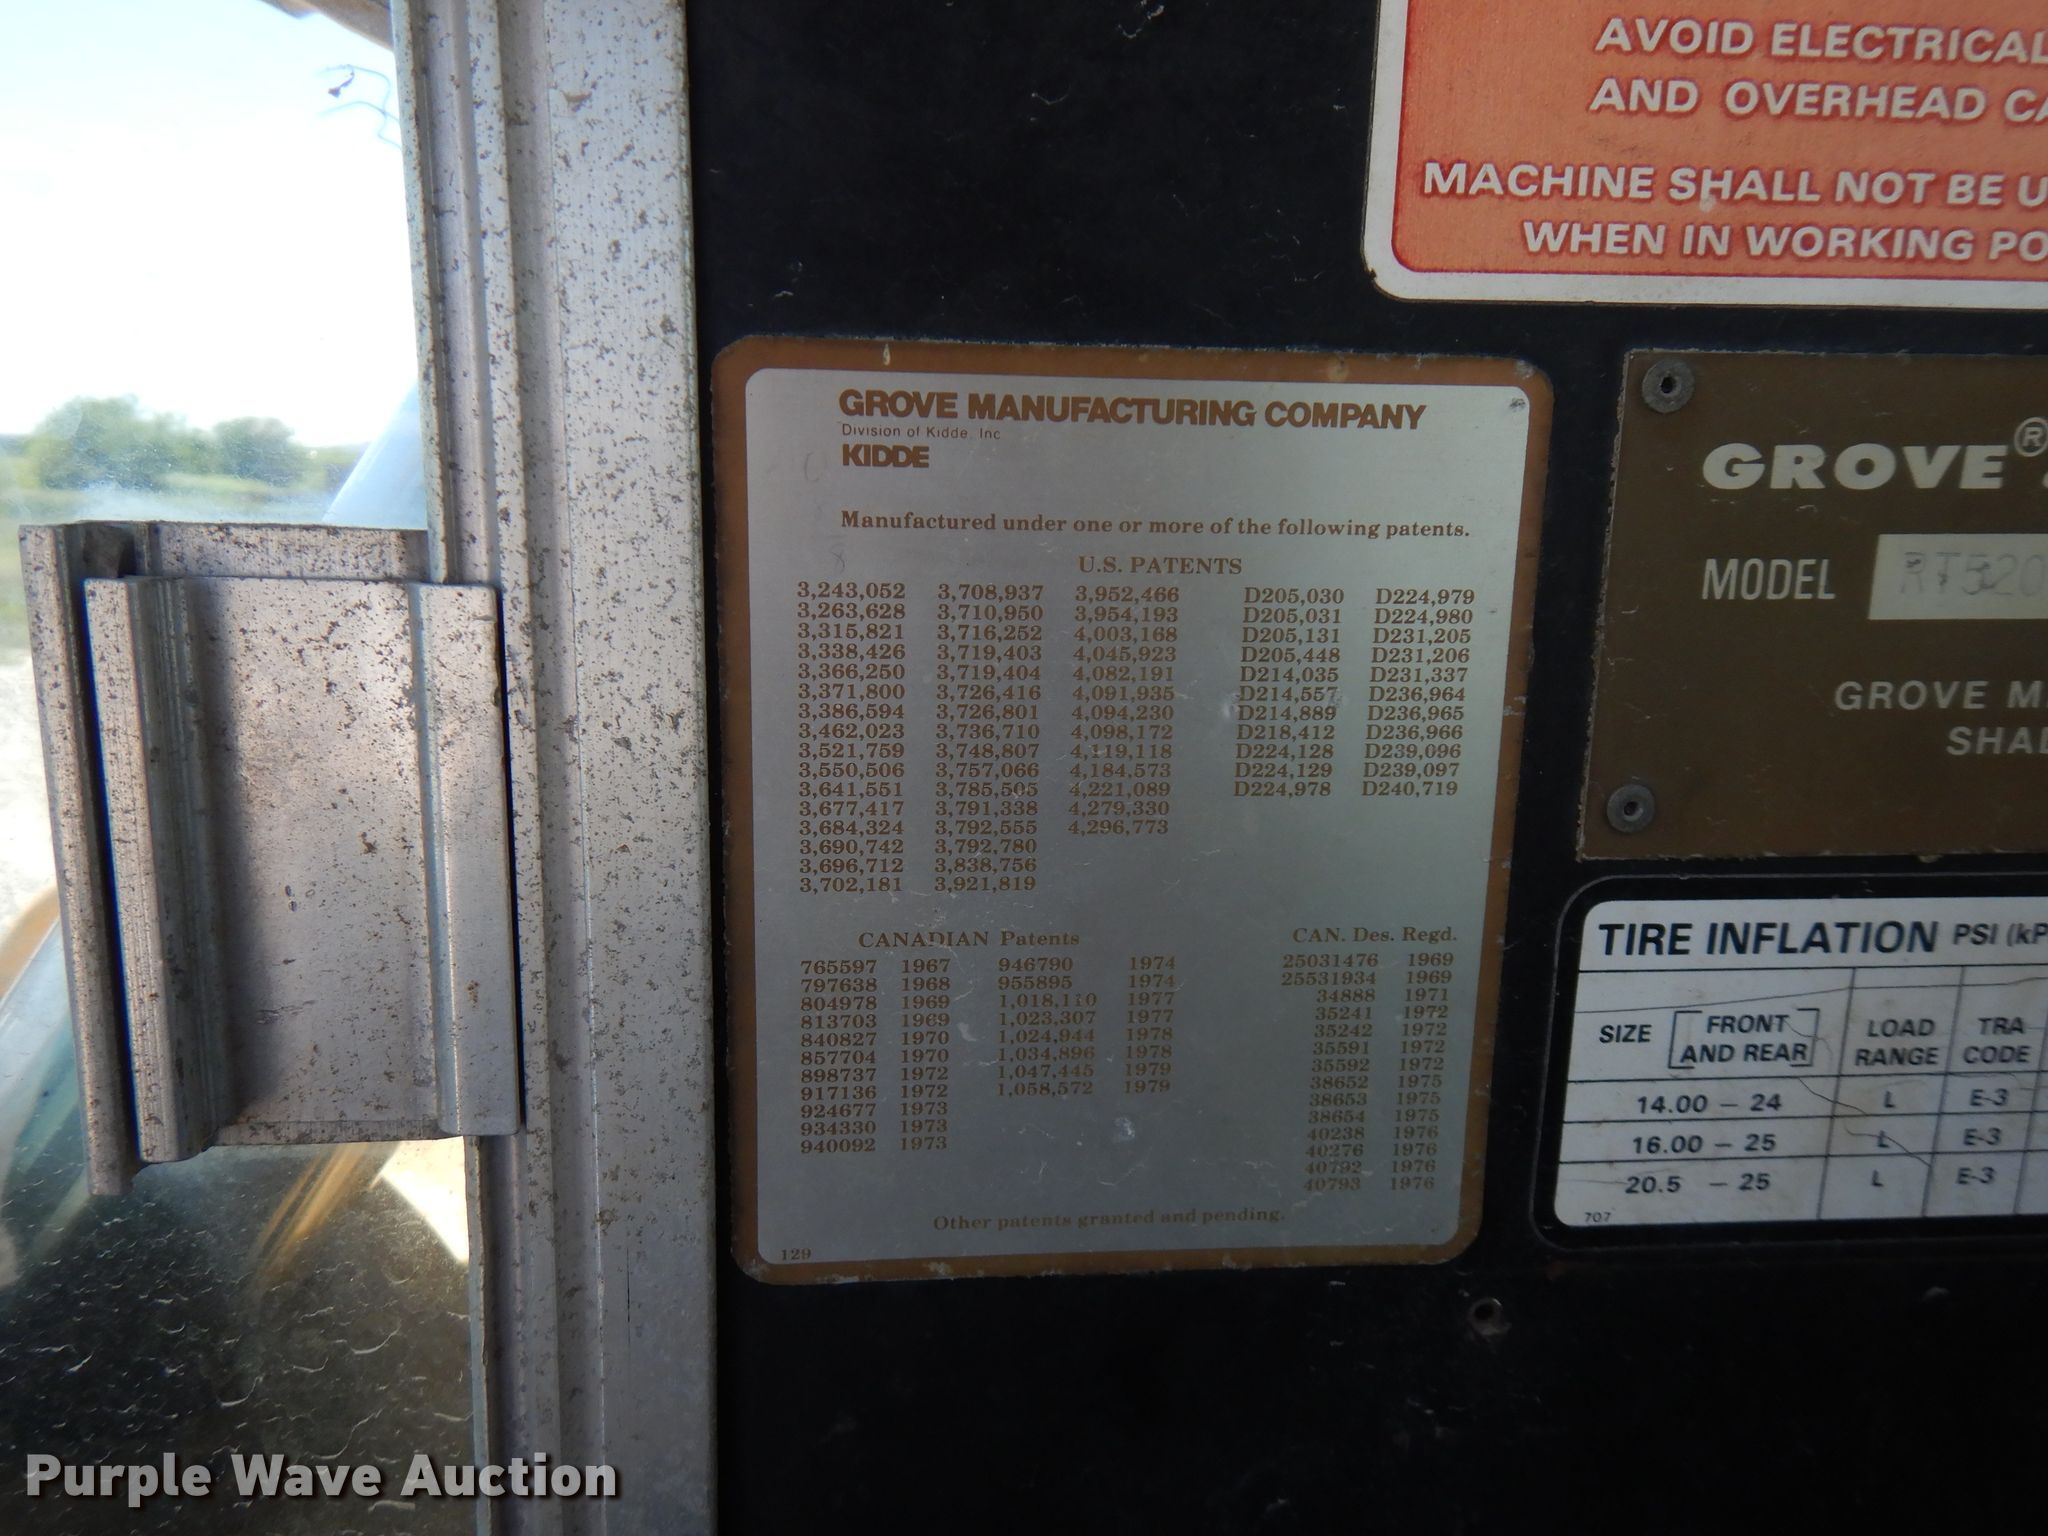 AVOID ELECTRICAL
AND OVERHEAD
MACHINE SHALL NOT BE
WHEN IN WORKING
GROVE MANUFACTURING COMPANY
Division of Kidde, Inc
KIDDE
Manufactured under one or more of the following patents.
U.S. PATENTS
3,243,052 3,708,937 3,952,466 D205,030 D224,979
3,263,628 3,710,950 3,954,193 D205,031 D224,980
3,315,821 3,716,252 4,003,168 D205,131 D231,205
3,338,426 3,719,403 4,045,923 D205,448 D231,206
3,366,250 3,719,404 4,082,191 D214,035 D231,337
3,371,800 3,726,416 4,091,935 D214,557 D236,964
3,386,594 3,726,801 4,094,230 D214,889 D236,965
3,462,023 3,736,710 4,098,172 D218,412 D236,966
3,521,759 3,748,807 4,119,118 D224,128 D239,096
3,550,506 3,757,066 4,184,573 D224,129 D239,097
3,641,551 3,785,505 4,221,089 D224,978 D240,719
3,677,417 3,791,338 4,279,330
3,684,324 3,792,555 4,296,773
3,690,742 3,792,780
3,696,712 3,838,756
3,702,181 3,921,819
CANADIAN Patents
765597 1967 946790 1974
797638 1968 955895 1974
804978 1969 1,018,110 1977
813703 1969 1,023,307 1977
840827 1970 1,024,944 1978
857704 1970 1,034,896 1978
898737 1972 1,047,445 1979
917136 1972 1,058,572 1979
924677 1973
934330 1973
940092 1973
CAN. Des. Regd.
25031476 1969
25531934 1969
34888 1971
35241 1972
35242 1972
35591 1972
35592 1972
38652 1975
38653 1975
38654 1975
40238 1976
40276 1976
40792 1976
40793 1976
Other patents granted and pending.
129
GROVE®
MODEL RT520
GROVE
TIRE INFLATION PSI
SIZE [FRONT AND REAR] LOAD RANGE TRA CODE
14.00 – 24 L E-3
16.00 – 25 L E-3
20.5 – 25 L E-3
707
Purple Wave Auction